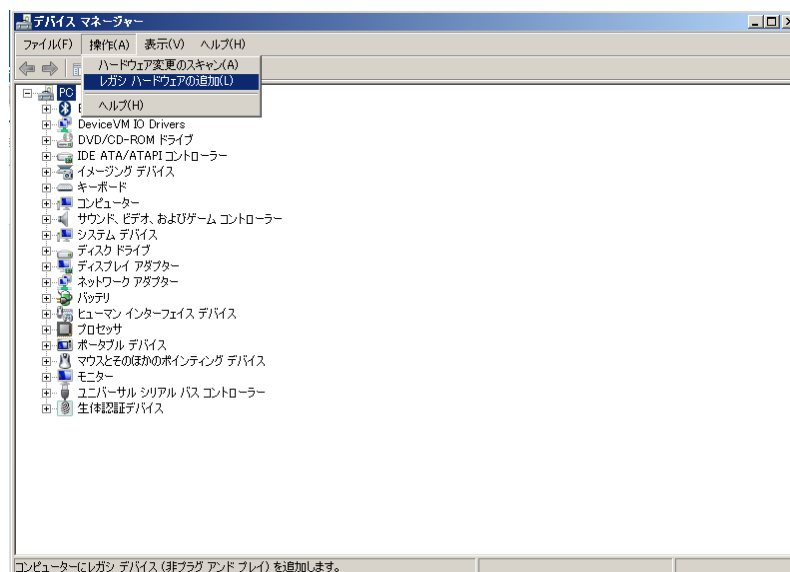 デバイス マネージャー
ファイル(F) 操作(A) 表示(V) ヘルプ(H)
ハードウェア変更のスキャン(A)
レガシ ハードウェアの追加(L)
ヘルプ(H)
PC
DeviceVM IO Drivers
DVD/CD-ROM ドライブ
IDE ATA/ATAPI コントローラー
イメージング デバイス
キーボード
コンピューター
サウンド、ビデオ、およびゲーム コントローラー
システム デバイス
ディスク ドライブ
ディスプレイ アダプター
ネットワーク アダプター
バッテリ
ヒューマン インターフェイス デバイス
プロセッサ
ポータブル デバイス
マウスとそのほかのポインティング デバイス
モニター
ユニバーサル シリアル バス コントローラー
生体認証デバイス
コンピューターにレガシ デバイス (非プラグ アンド プレイ) を追加します。